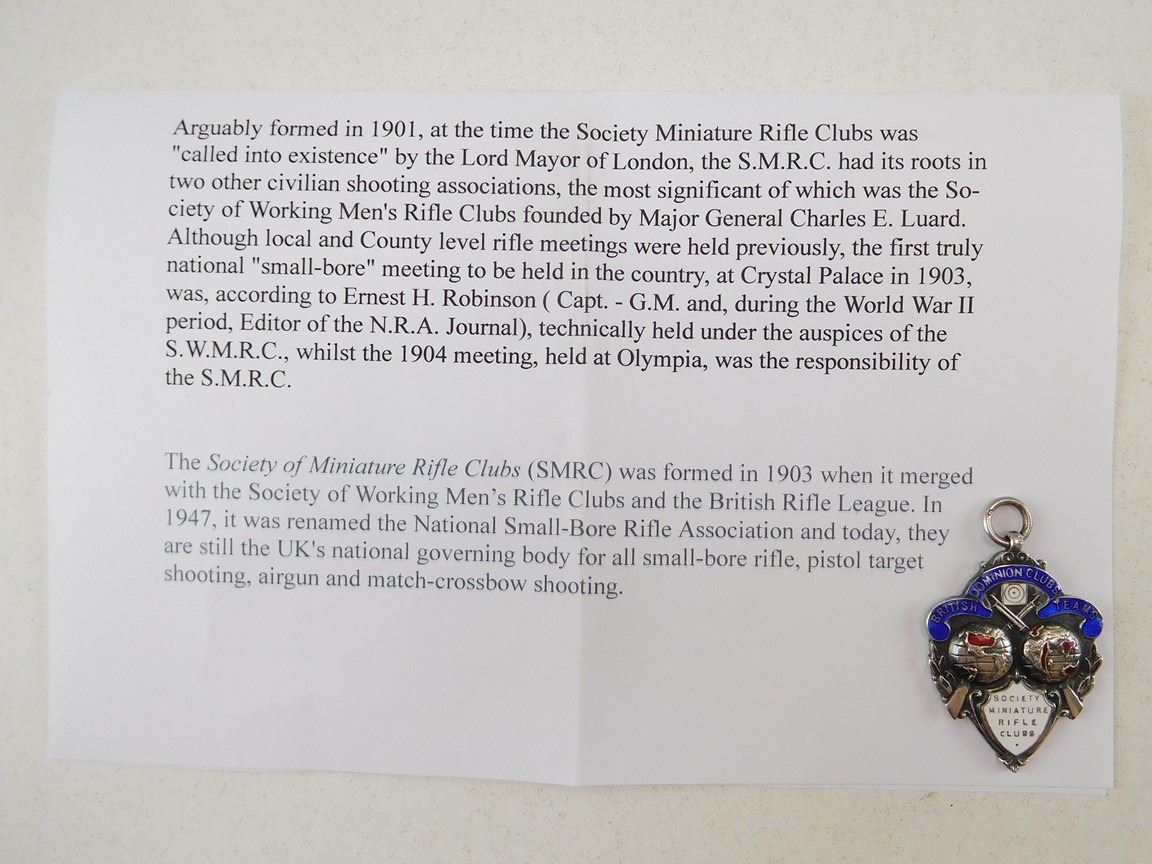 Arguably formed in 1901, at the time the Society Miniature Rifle Clubs was
"called into existence" by the Lord Mayor of London, the S.M.R.C. had its roots in
two other civilian shooting associations, the most significant of which was the So-
ciety of Working Men's Rifle Clubs founded by Major General Charles E. Luard.
Although local and County level rifle meetings were held previously, the first truly
national "small-bore" meeting to be held in the country, at Crystal Palace in 1903,
was, according to Ernest H. Robinson ( Capt. - G.M. and, during the World War II
period, Editor of the N.R.A. Journal), technically held under the auspices of the
S.W.M.R.C., whilst the 1904 meeting, held at Olympia, was the responsibility of
the S.M.R.C.
The Society of Miniature Rifle Clubs (SMRC) was formed in 1903 when it merged
with the Society of Working Men’s Rifle Clubs and the British Rifle League. In
1947, it was renamed the National Small-Bore Rifle Association and today, they
are still the UK's national governing body for all small-bore rifle, pistol target
shooting, airgun and match-crossbow shooting.
BRITISH DOMINION CLUBS TEAMS
SOCIETY
MINIATURE
RIFLE
CLUBS